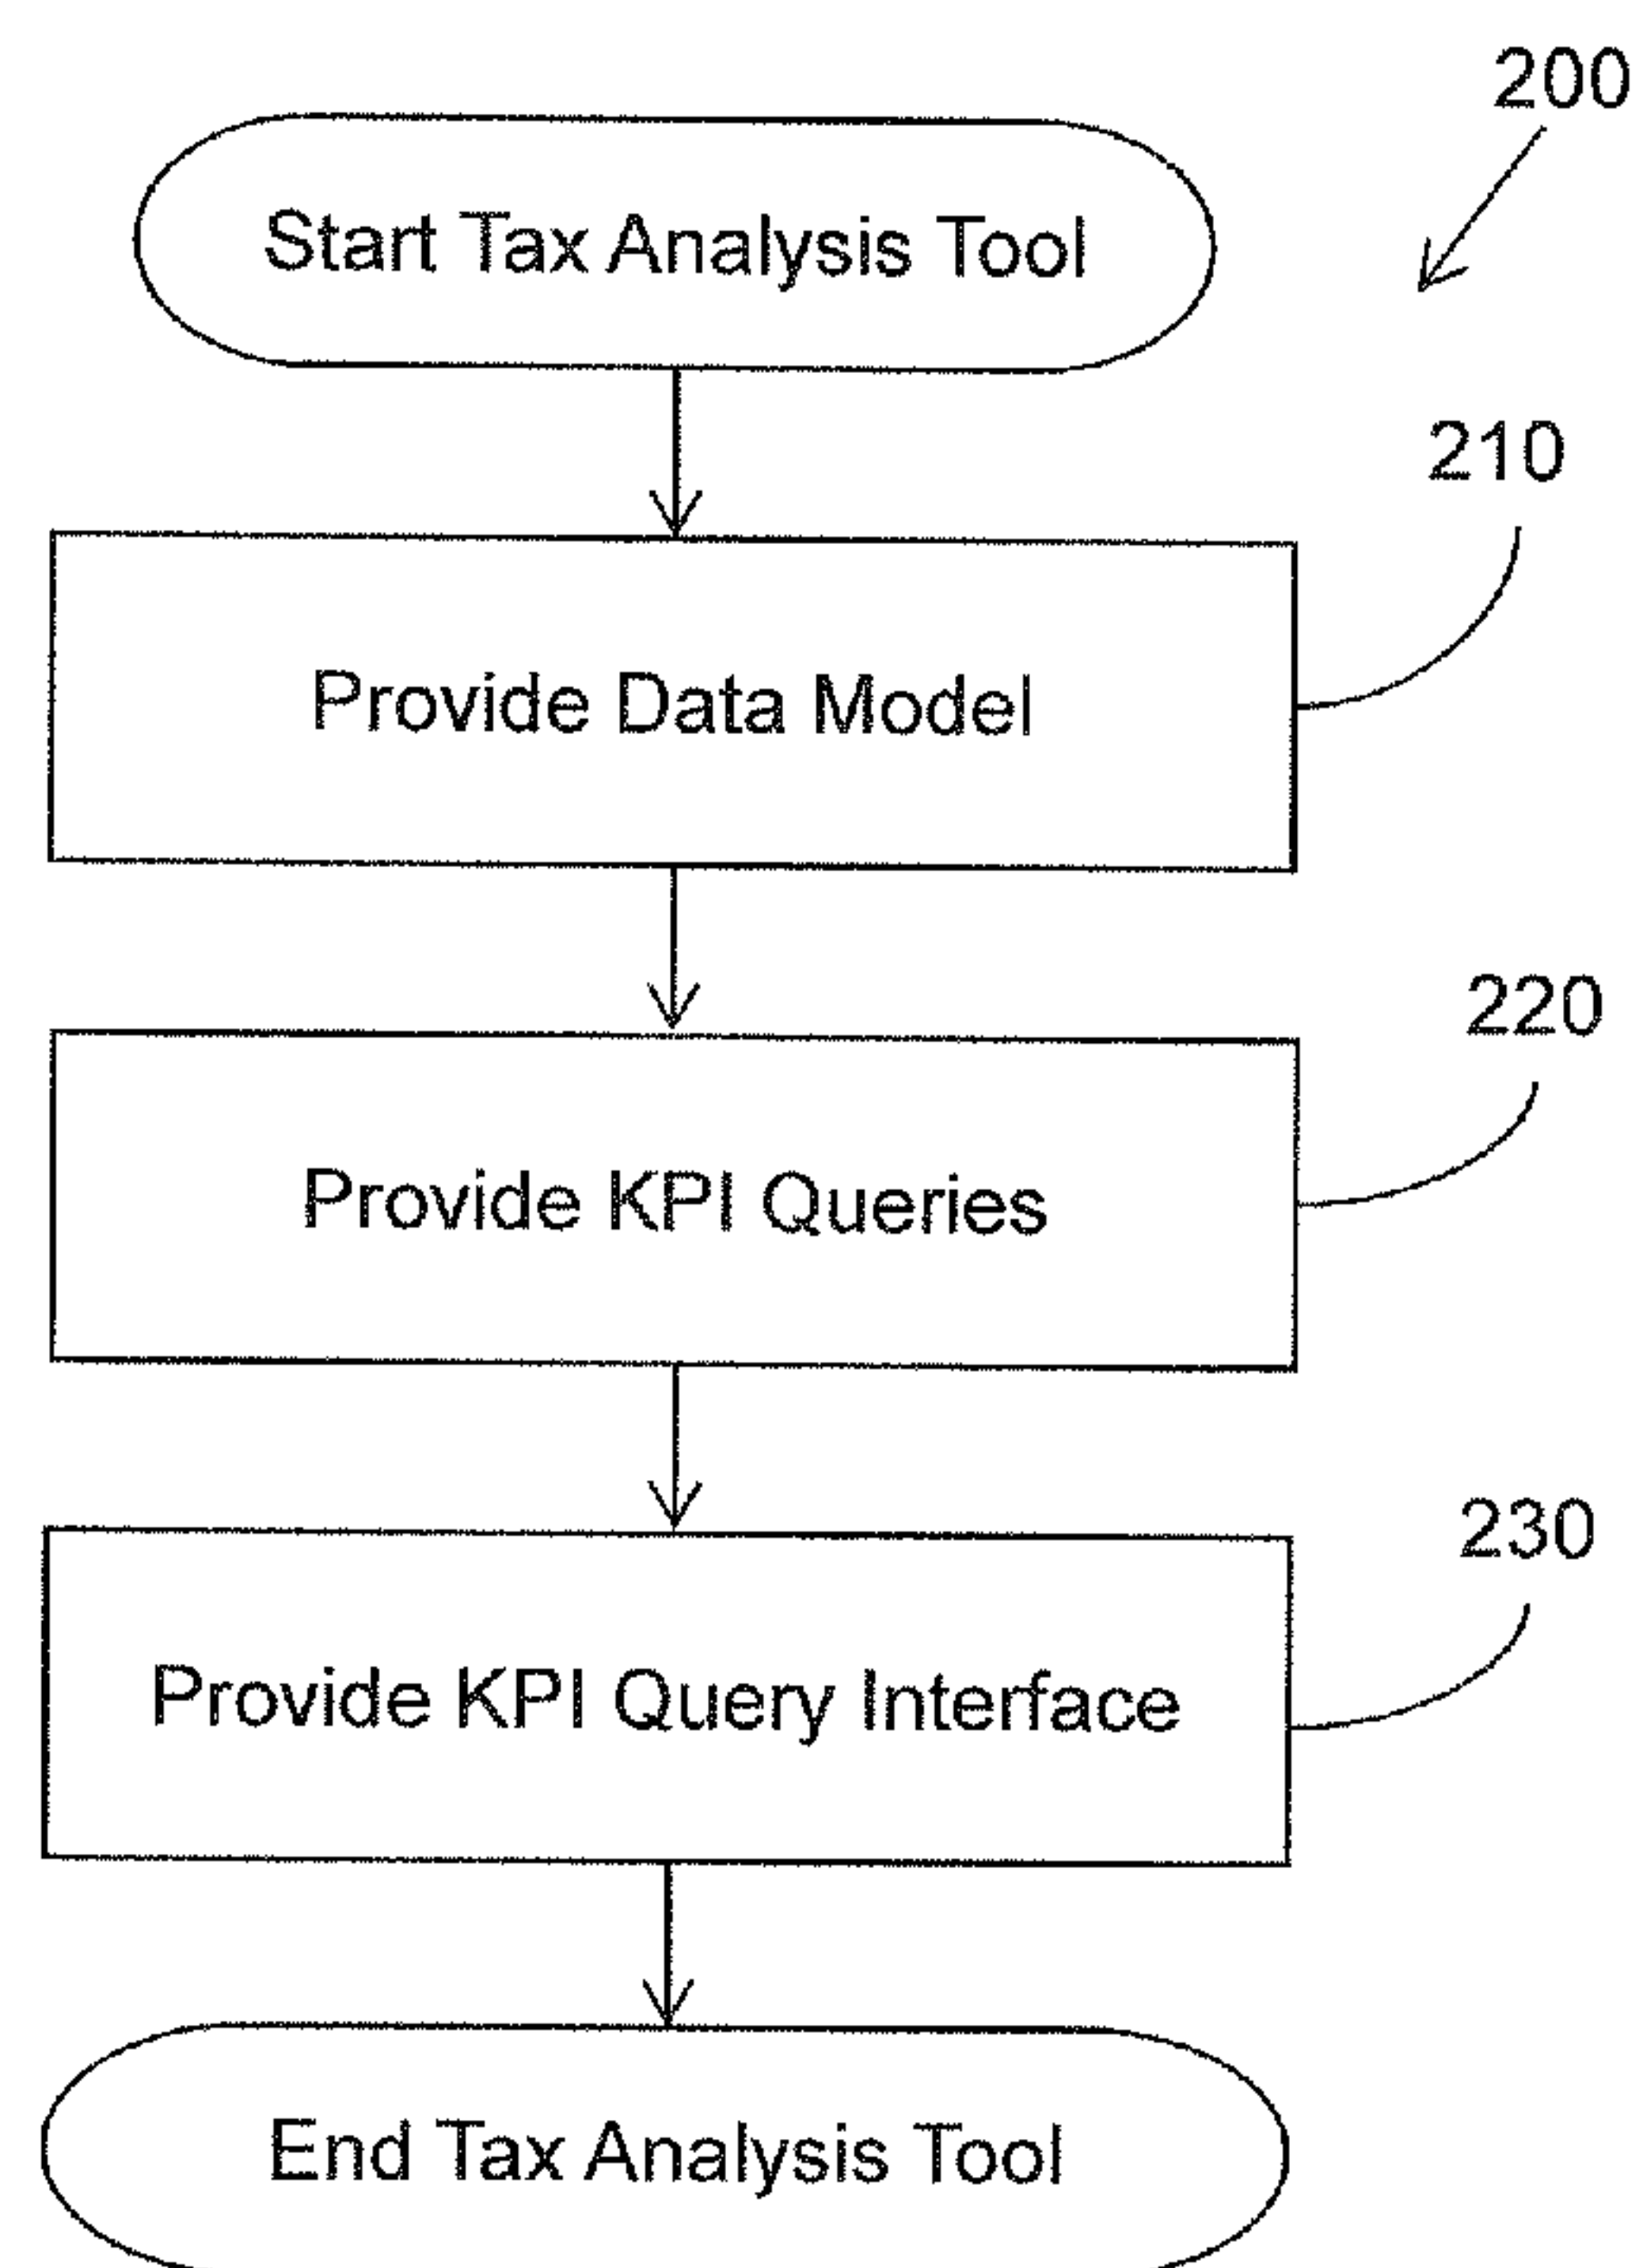 200
Start Tax Analysis Tool
210
Provide Data Model
220
Provide KPI Queries
230
Provide KPI Query Interface
End Tax Analysis Tool